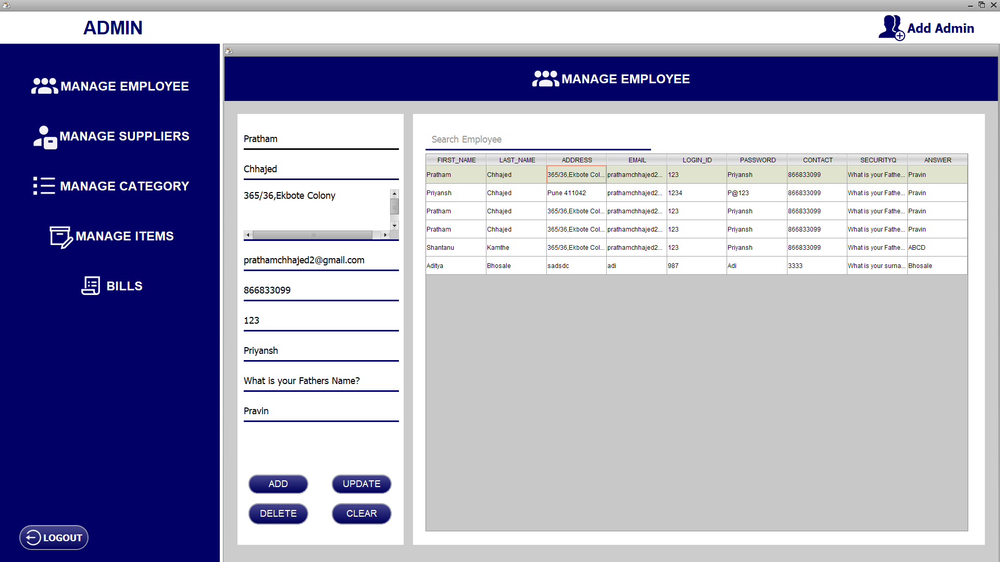 ADMIN
Add Admin
MANAGE EMPLOYEE
MANAGE SUPPLIERS
MANAGE CATEGORY
MANAGE ITEMS
BILLS
LOGOUT
MANAGE EMPLOYEE
Pratham
Chhajed
365/36,Ekbote Colony
prathamchhajed2@gmail.com
866833099
123
Priyansh
What is your Fathers Name?
Pravin
ADD UPDATE
DELETE CLEAR
Search Employee
FIRST_NAME LAST_NAME ADDRESS EMAIL LOGIN_ID PASSWORD CONTACT SECURITYQ ANSWER
Pratham Chhajed 365/36,Ekbote Col... prathamchhajed2... 123 Priyansh 866833099 What is your Fathe... Pravin
Priyansh Chhajed Pune 411042 prathamchhajed2... 1234 P@123 866833099 What is your Fathe... Pravin
Pratham Chhajed 365/36,Ekbote Col... prathamchhajed2... 123 Priyansh 866833099 What is your Fathe... Pravin
Pratham Chhajed 365/36,Ekbote Col... prathamchhajed2... 123 Priyansh 866833099 What is your Fathe... Pravin
Shantanu Kamthe 365/36,Ekbote Col... prathamchhajed2... 123 Priyansh 866833099 What is your Fathe... ABCD
Aditya Bhosale sadsdc adi 987 Adi 3333 What is your surna... Bhosale